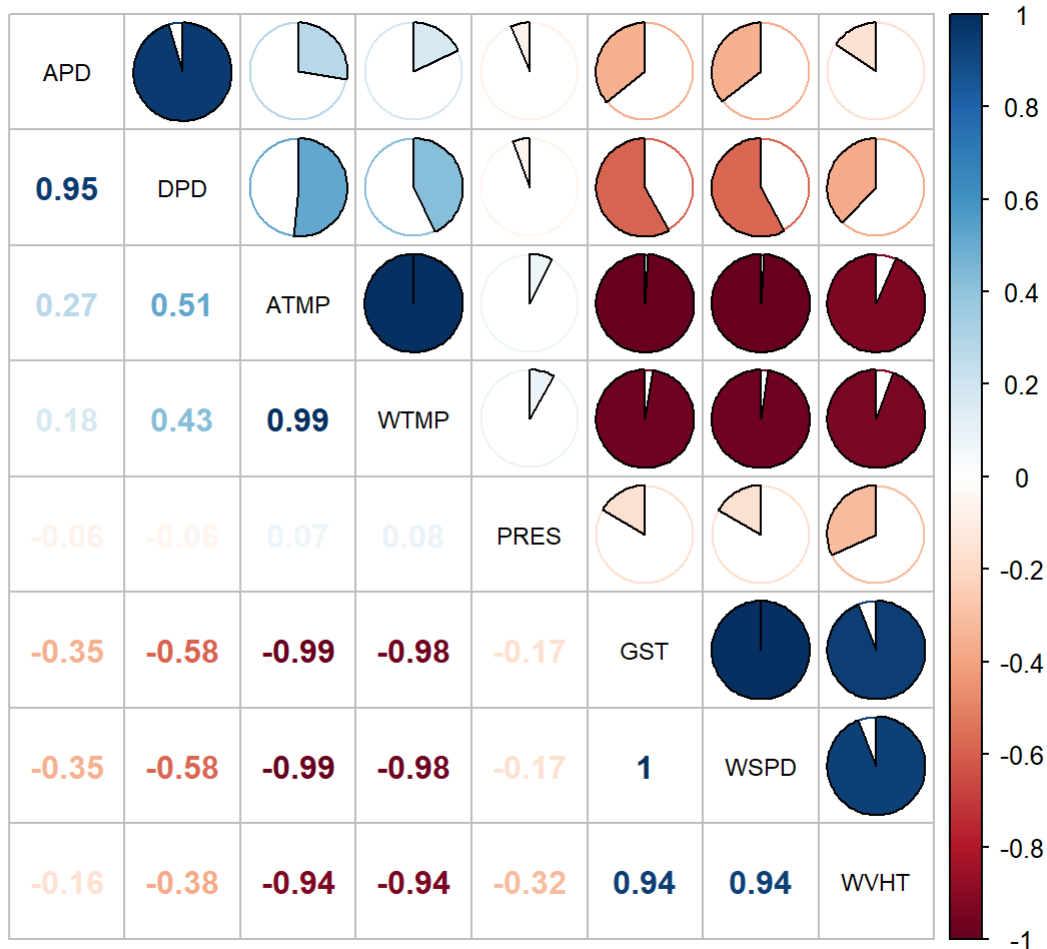 APD
0.95 DPD
0.27 0.51 ATMP
0.18 0.43 0.99 WTMP
-0.06 -0.06 0.07 0.08 PRES
-0.35 -0.58 -0.99 -0.98 -0.17 GST
-0.35 -0.58 -0.99 -0.98 -0.17 1 WSPD
-0.16 -0.38 -0.94 -0.94 -0.32 0.94 0.94 WVHT
1
0.8
0.6
0.4
0.2
0
-0.2
-0.4
-0.6
-0.8
-1